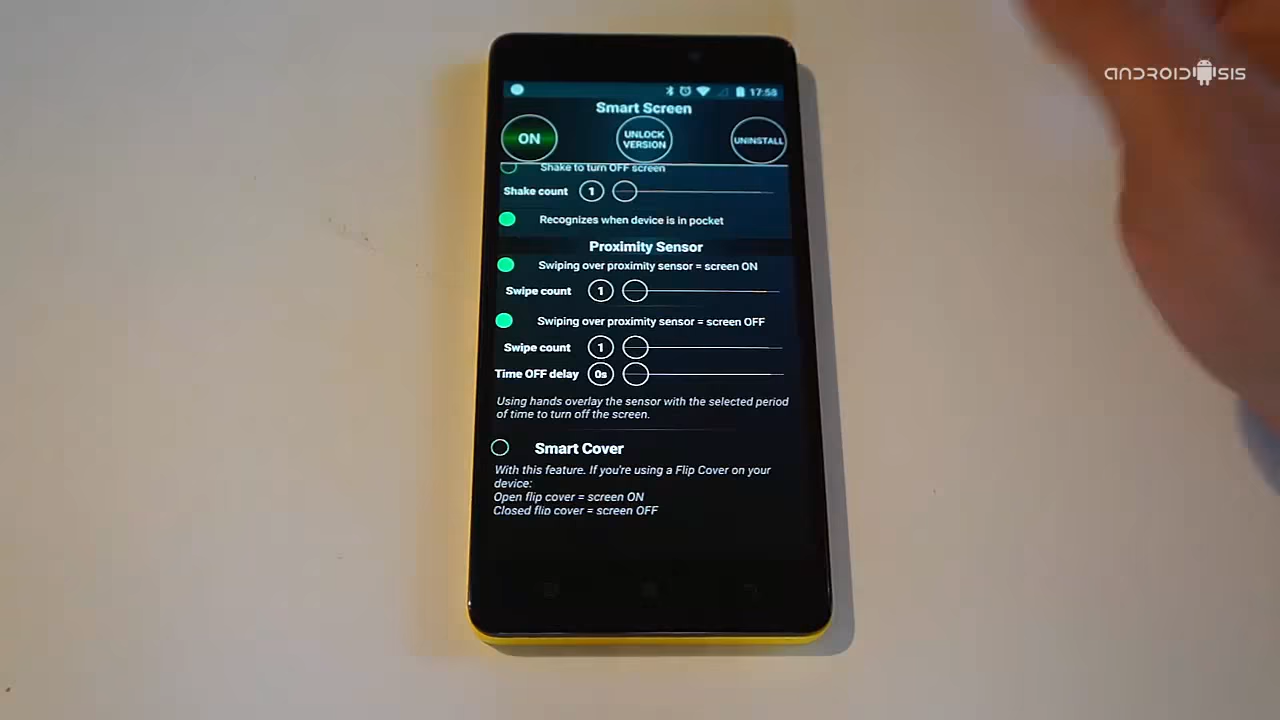 ANDROIDSIS
17:58
Smart Screen
ON
UNLOCK
VERSION
UNINSTALL
Shake to turn OFF screen
Shake count 1
Recognizes when device is in pocket
Proximity Sensor
Swiping over proximity sensor = screen ON
Swipe count 1
Swiping over proximity sensor = screen OFF
Swipe count 1
Time OFF delay 0s
Using hands overlay the sensor with the selected period
of time to turn off the screen.
Smart Cover
With this feature. If you're using a Flip Cover on your
device:
Open flip cover = screen ON
Closed flip cover = screen OFF